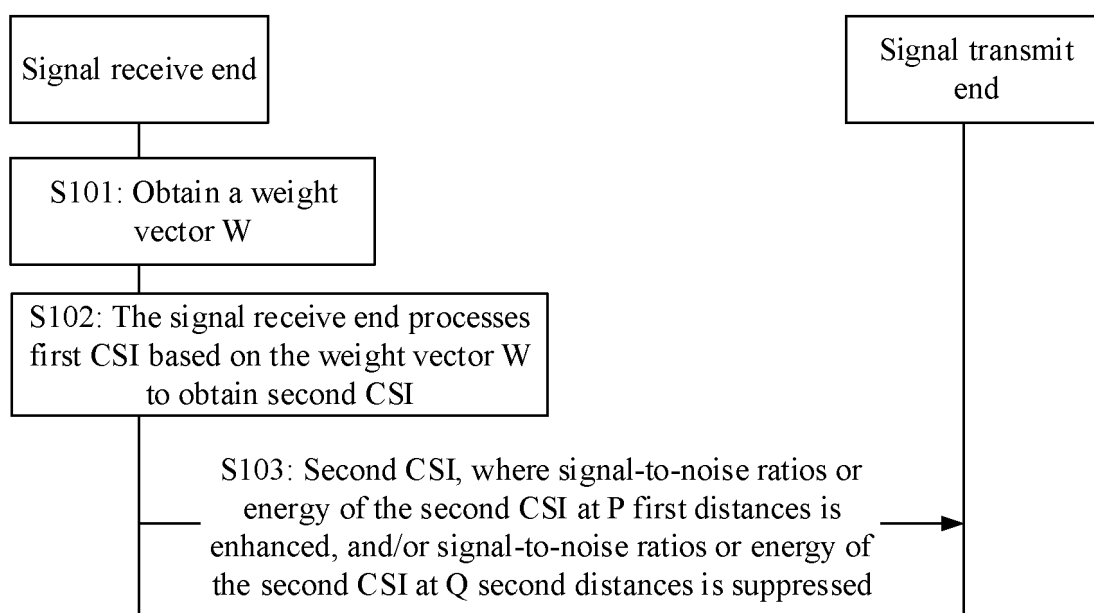 Signal receive end
Signal transmit
end
S101: Obtain a weight
vector W
S102: The signal receive end processes
first CSI based on the weight vector W
to obtain second CSI
S103: Second CSI, where signal-to-noise ratios or
energy of the second CSI at P first distances is
enhanced, and/or signal-to-noise ratios or energy of
the second CSI at Q second distances is suppressed